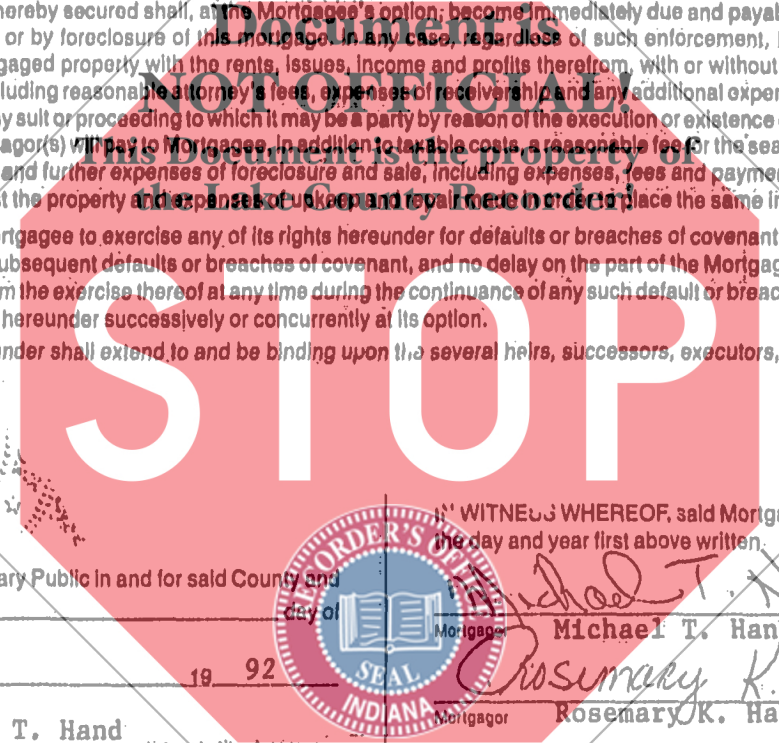 hereby secured shall, at the Mortgagee's option, become immediately due and payab
or by foreclosure of this mortgage. In any case, regardless of such enforcement,
gaged property with the rents, issues, income and profits therefrom, with or without
luding reasonable attorney's fees, expenses of receivership and any additional expen
y suit or proceeding to which it may be a party by reason of the execution or existence
agor(s) will pay to Mortgagee, in addition to taxable costs, a reasonable fee for the sea
and further expenses of foreclosure and sale, including expenses, fees and paymen
st the property and expenses of upkeep and repair made in order to place the same in
rtgagee to exercise any of its rights hereunder for defaults or breaches of covenant
ubsequent defaults or breaches of covenant, and no delay on the part of the Mortgag
m the exercise thereof at any time during the continuance of any such default or breac
hereunder successively or concurrently at its option.
under shall extend to and be binding upon the several heirs, successors, executors,
Document is
NOT OFFICIAL!
This Document is the property of
the Lake County Recorder!
STOP
IN WITNESS WHEREOF, said Mortga
the day and year first above written.
ary Public in and for said County and
day of
Michael T.
Mortgagor Michael T. Han
19 92
Rosemary K.
Mortgagor Rosemary K. Ha
T. Hand
RECORDER'S OFFICE
SEAL
INDIANA